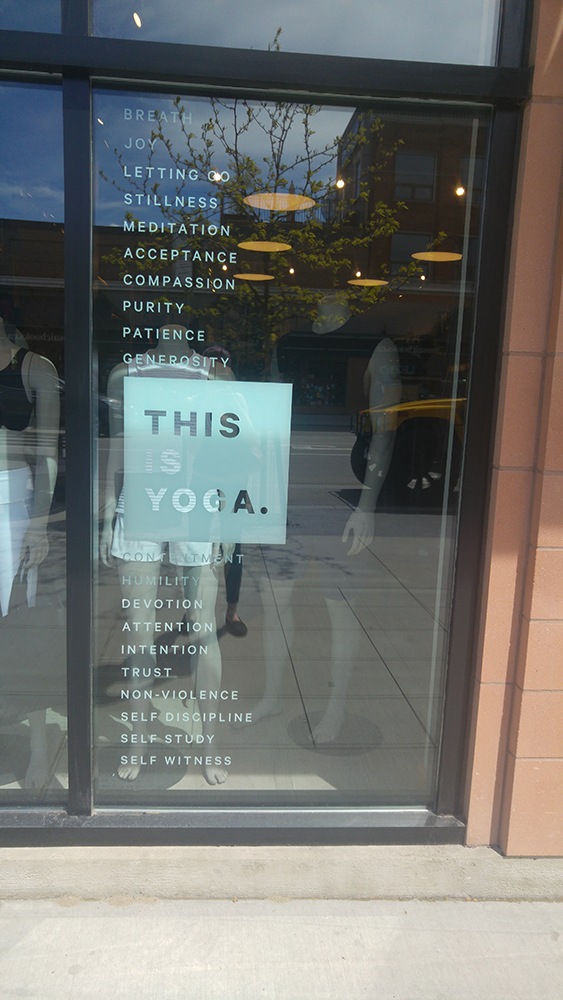 BREATH
JOY
LETTING GO
STILLNESS
MEDITATION
ACCEPTANCE
COMPASSION
PURITY
PATIENCE
GENEROSITY
THIS
IS
YOGA.
CONTENTMENT
HUMILITY
DEVOTION
ATTENTION
INTENTION
TRUST
NON-VIOLENCE
SELF DISCIPLINE
SELF STUDY
SELF WITNESS